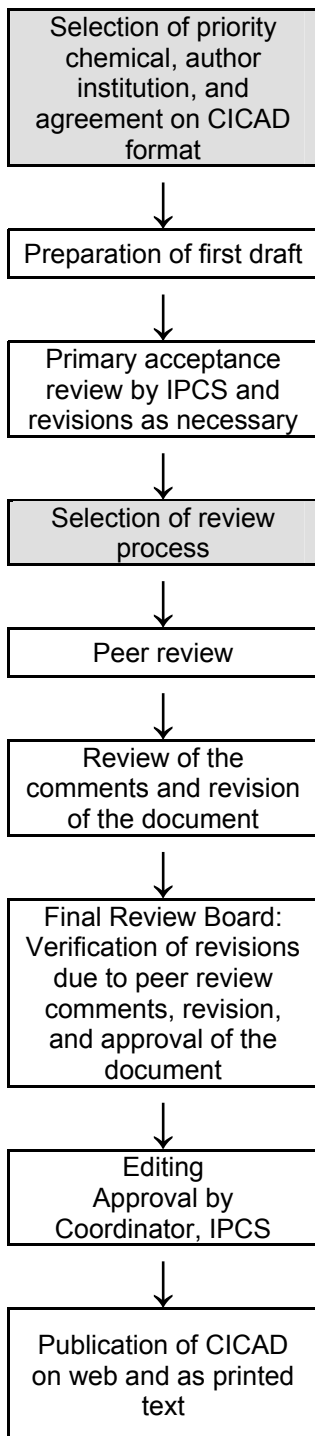 Selection of priority
chemical, author
institution, and
agreement on CICAD
format
Preparation of first draft
Primary acceptance
review by IPCS and
revisions as necessary
Selection of review
process
Peer review
Review of the
comments and revision
of the document
Final Review Board:
Verification of revisions
due to peer review
comments, revision,
and approval of the
document
Editing
Approval by
Coordinator, IPCS
Publication of CICAD
on web and as printed
text